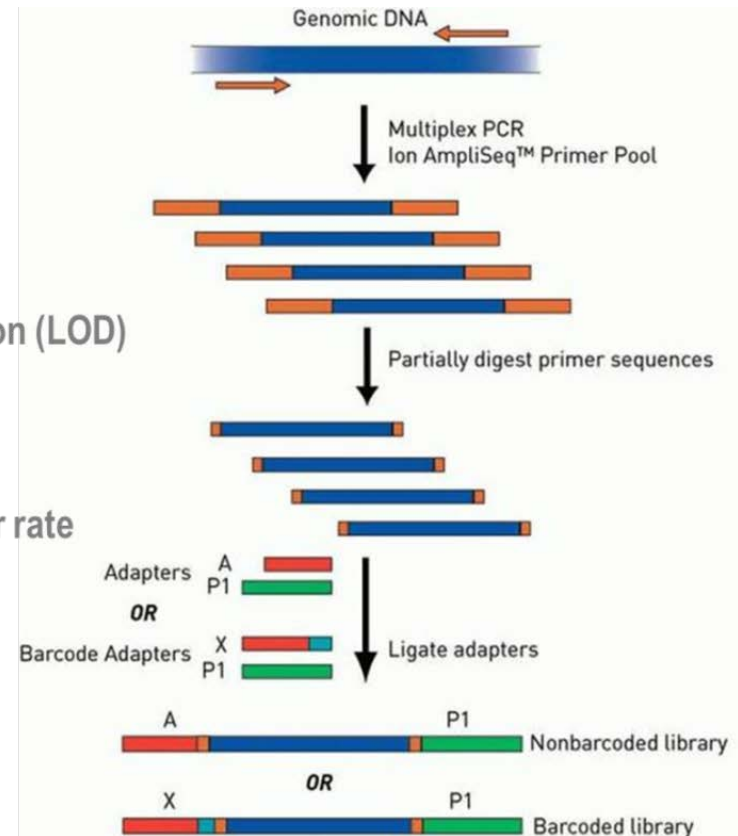 Genomic DNA
Multiplex PCR
Ion AmpliSeq™ Primer Pool
on (LOD)
Partially digest primer sequences
r rate
Adapters
A
P1
OR
Barcode Adapters
X
P1
Ligate adapters
A
P1
Nonbarcoded library
OR
X
P1
Barcoded library